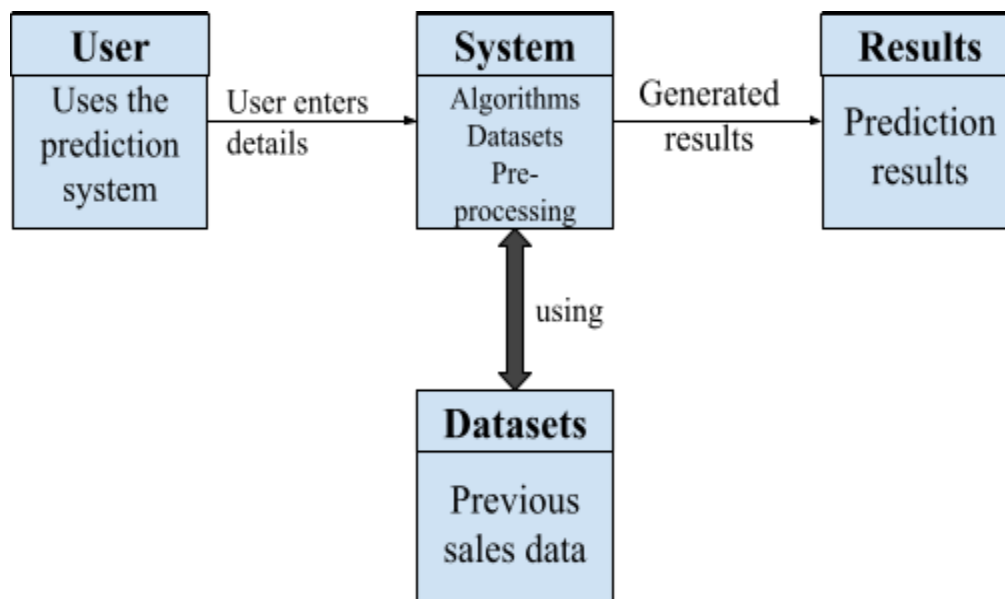 User
Uses the
prediction
system
User enters
details
System
Algorithms
Datasets
Pre-
processing
Generated
results
Results
Prediction
results
using
Datasets
Previous
sales data